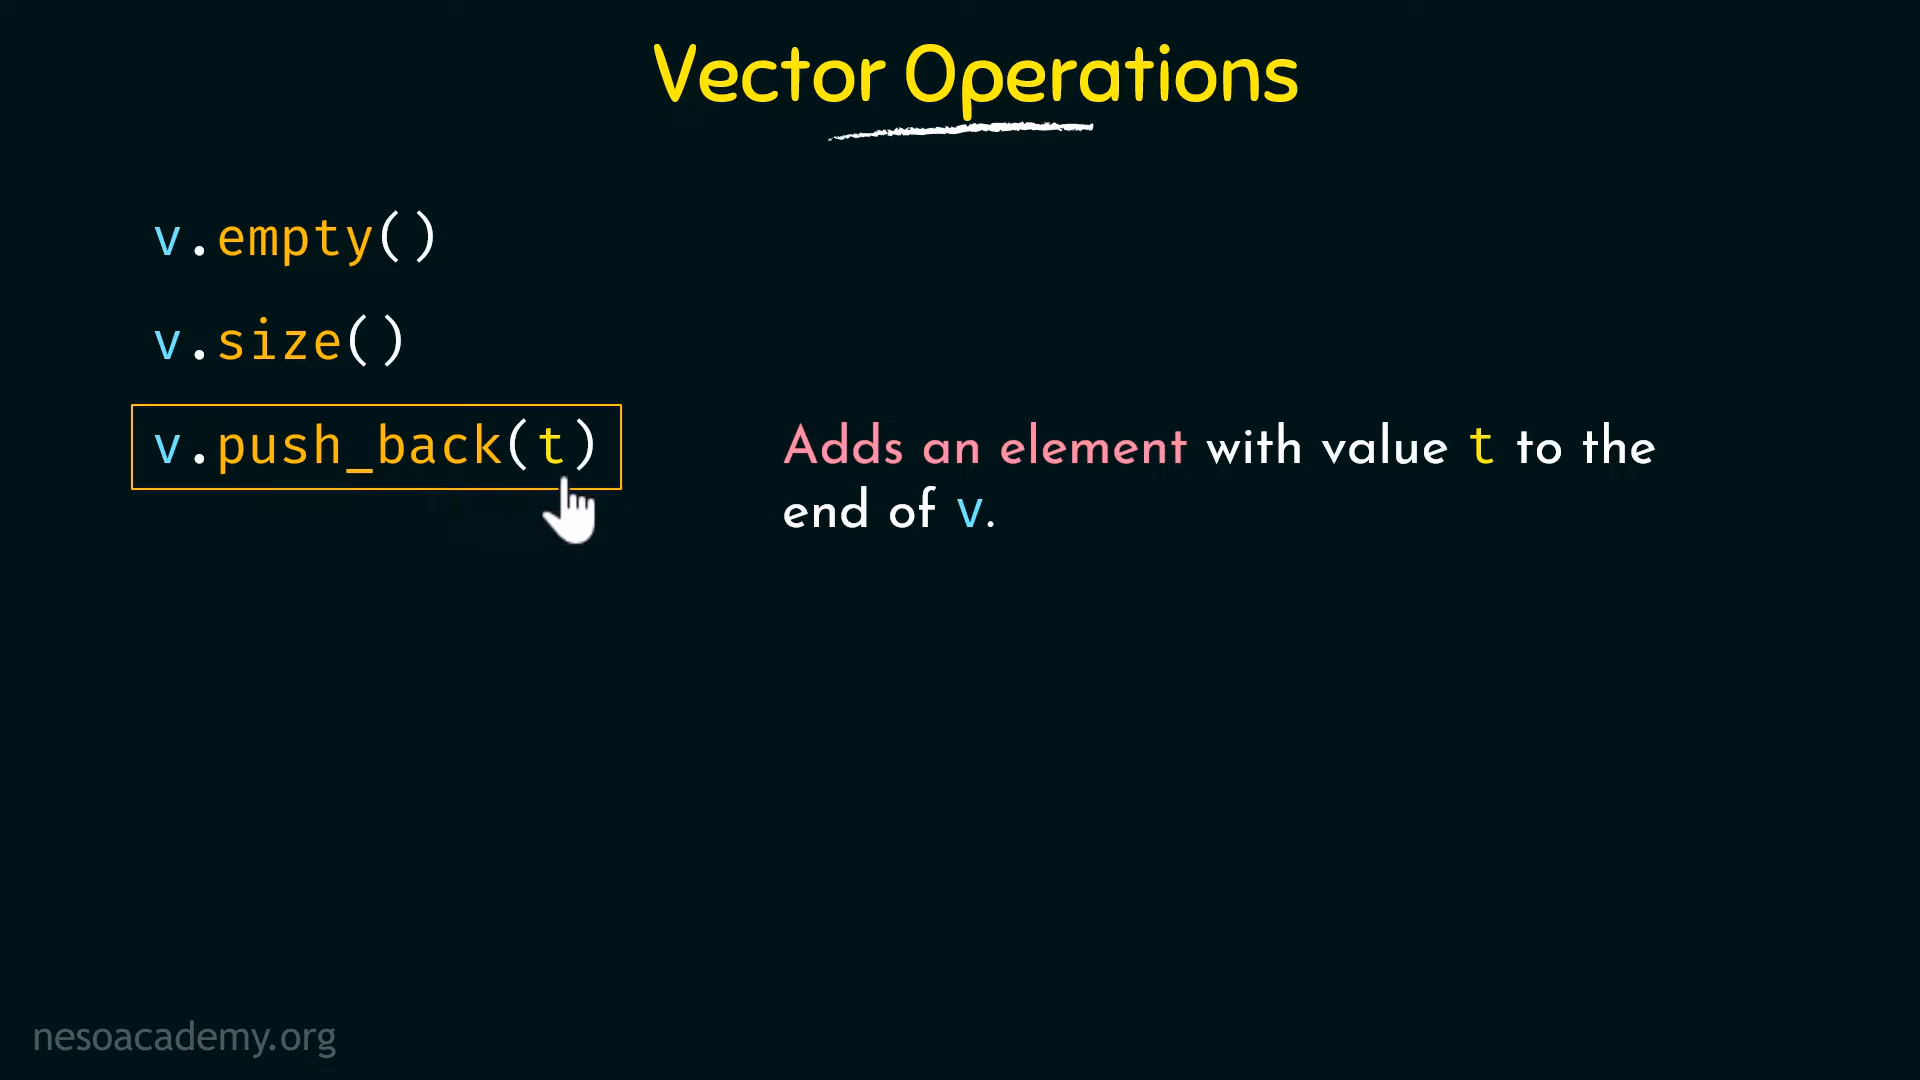 Vector Operations
v.empty()
v.size()
v.push_back(t)
Adds an element with value t to the
end of v.
nesoacademy.org